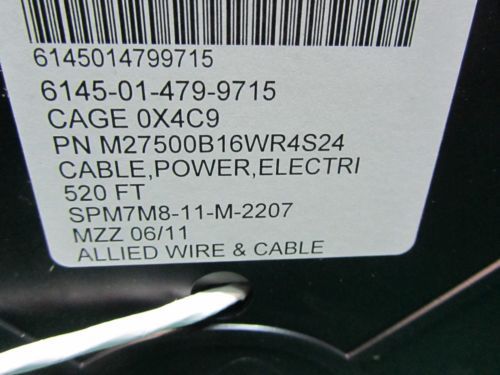 6145014799715
6145-01-479-9715
CAGE 0X4C9
PN M27500B16WR4S24
CABLE,POWER,ELECTRI
520 FT
SPM7M8-11-M-2207
MZZ 06/11
ALLIED WIRE & CABLE